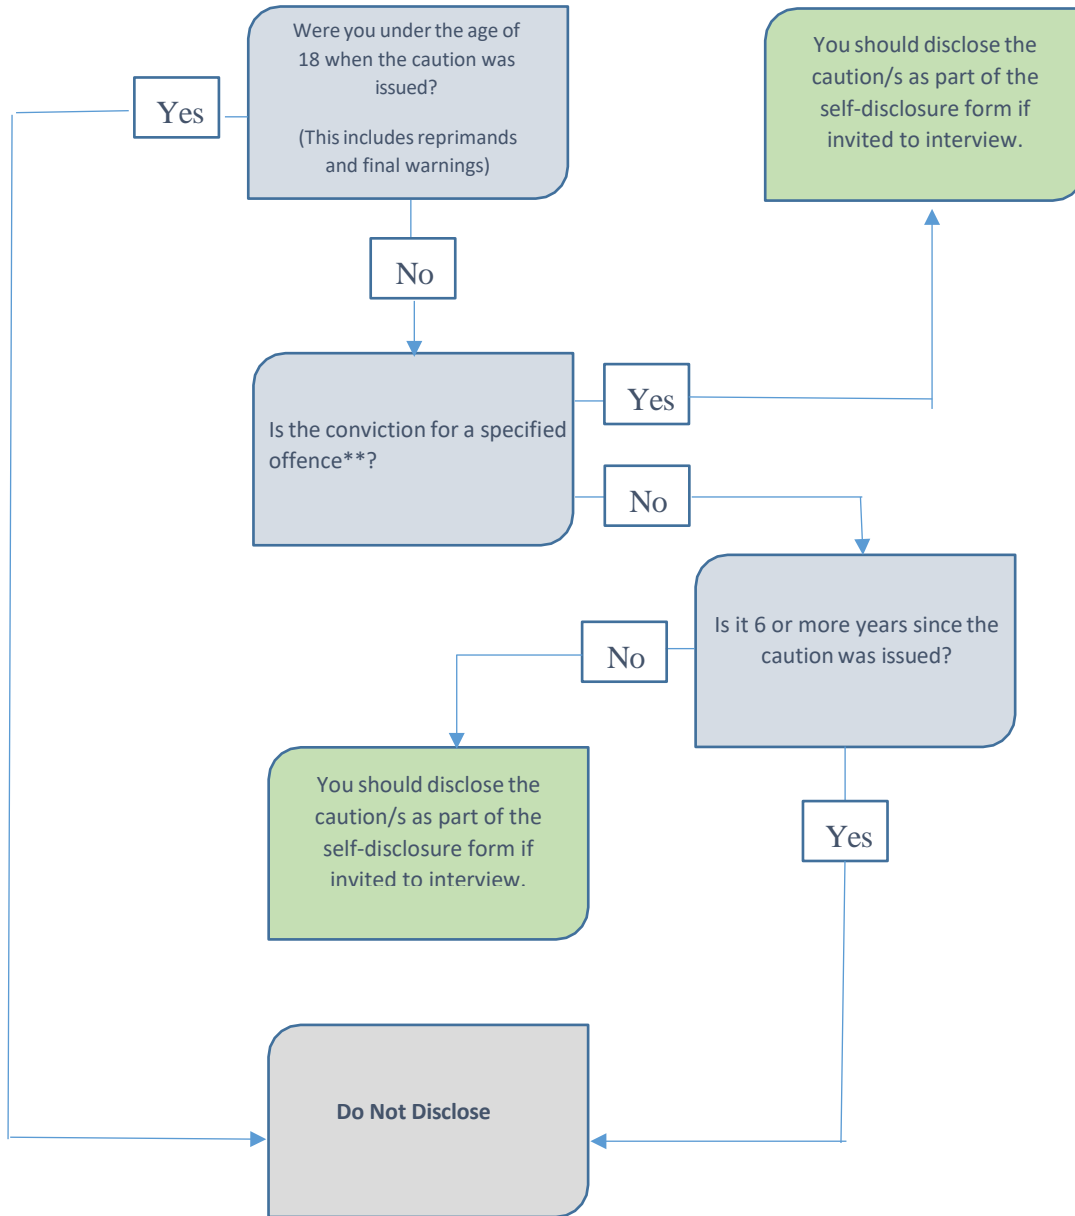 Were you under the age of
18 when the caution was
issued?
(This includes reprimands
and final warnings)
You should disclose the
caution/s as part of the
self-disclosure form if
invited to interview.
Yes
No
Is the conviction for a specified
offence**?
Yes
No
Is it 6 or more years since the
caution was issued?
No
You should disclose the
caution/s as part of the
self-disclosure form if
invited to interview.
Yes
Do Not Disclose